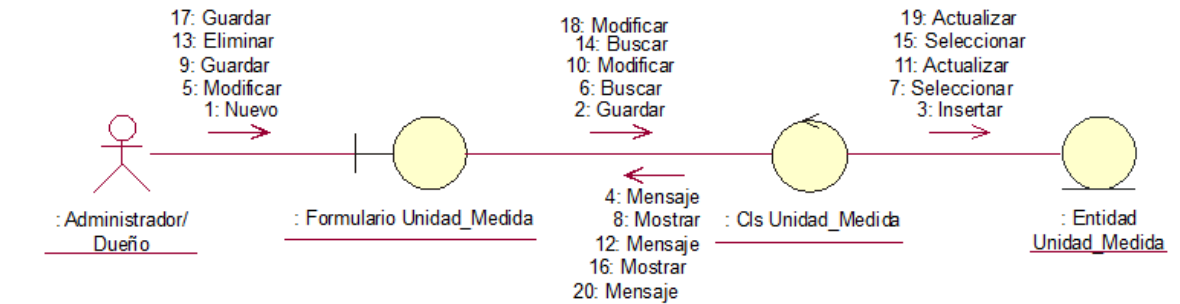 17: Guardar
13: Eliminar
9: Guardar
5: Modificar
1: Nuevo
18: Modificar
14: Buscar
10: Modificar
6: Buscar
2: Guardar
19: Actualizar
15: Seleccionar
11: Actualizar
7: Seleccionar
3: Insertar
4: Mensaje
8: Mostrar
12: Mensaje
16: Mostrar
20: Mensaje
: Administrador/
Dueño
: Formulario Unidad_Medida
: Cls Unidad_Medida
: Entidad
Unidad_Medida